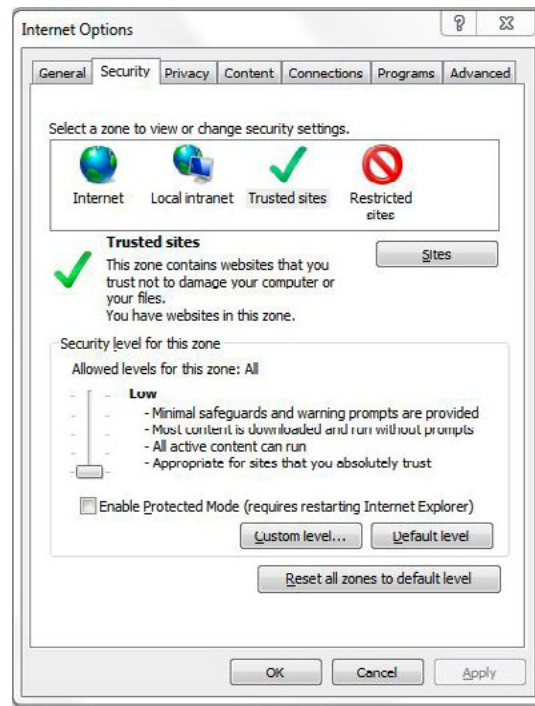 Internet Options
General Security Privacy Content Connections Programs Advanced
Select a zone to view or change security settings.
Internet Local intranet Trusted sites Restricted sites
Trusted sites
This zone contains websites that you
trust not to damage your computer or
your files.
You have websites in this zone.
Sites
Security level for this zone
Allowed levels for this zone: All
Low
- Minimal safeguards and warning prompts are provided
- Most content is downloaded and run without prompts
- All active content can run
- Appropriate for sites that you absolutely trust
Enable Protected Mode (requires restarting Internet Explorer)
Custom level... Default level
Reset all zones to default level
OK Cancel Apply